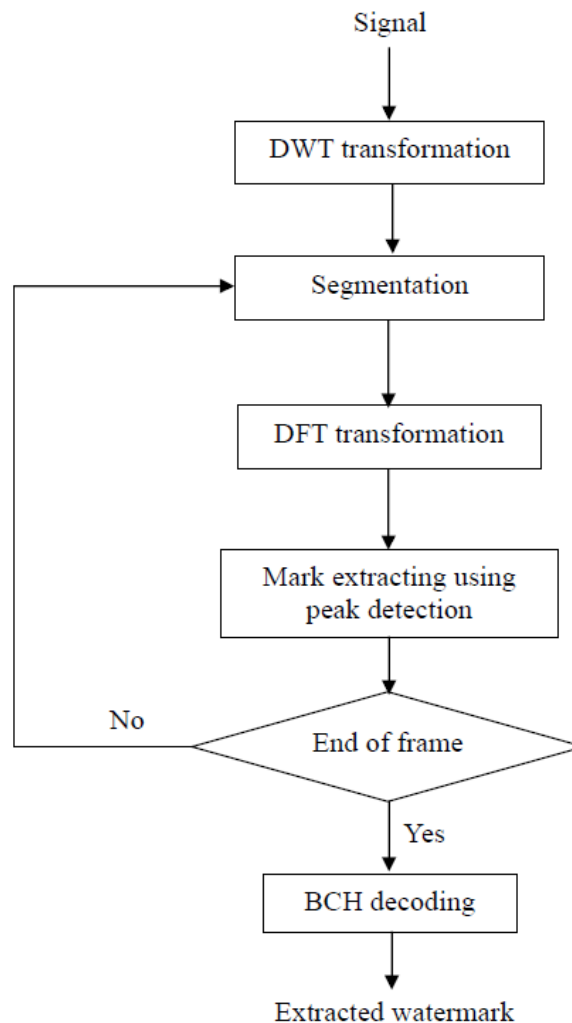 Signal
DWT transformation
Segmentation
DFT transformation
Mark extracting using
peak detection
No
End of frame
Yes
BCH decoding
Extracted watermark